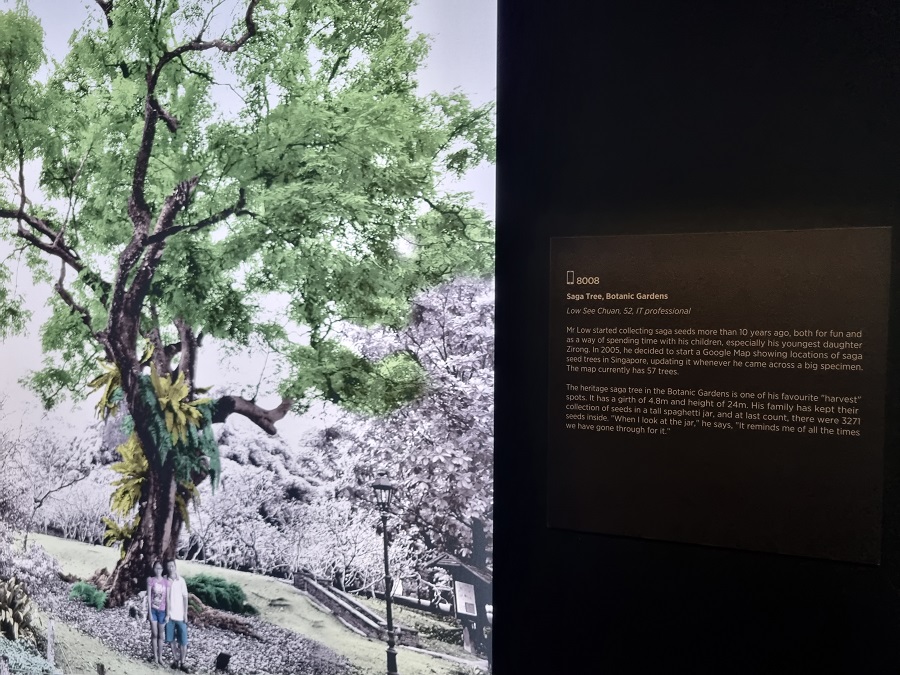 8008
Saga Tree, Botanic Gardens
Low See Chuan, 52, IT professional
Mr Low started collecting saga seeds more than 10 years ago, both for fun and
as a way of spending time with his children, especially his youngest daughter
Zirong. In 2005, he decided to start a Google Map showing locations of saga
seed trees in Singapore, updating it whenever he came across a big specimen.
The map currently has 57 trees.
The heritage saga tree in the Botanic Gardens is one of his favourite "harvest"
spots. It has a girth of 4.8m and height of 24m. His family has kept their
collection of seeds in a tall spaghetti jar, and at last count, there were 3271
seeds inside. "When I look at the jar," he says, "It reminds me of all the times
we have gone through for it."